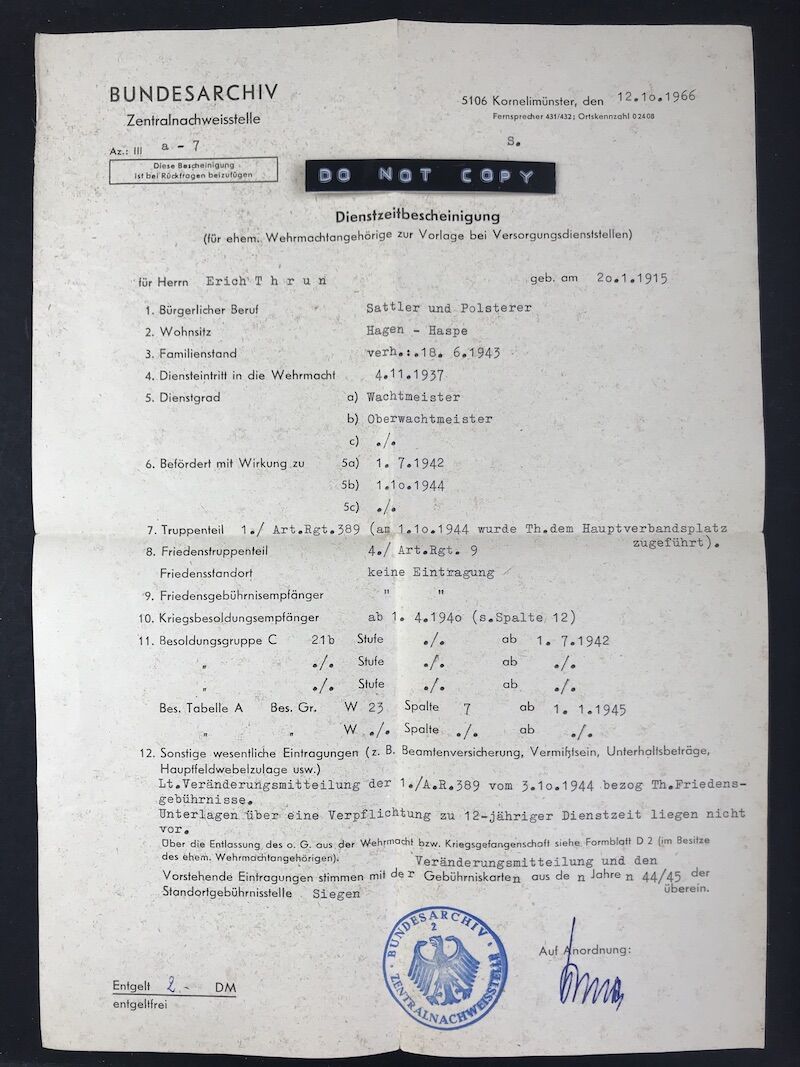 BUNDESARCHIV
Zentralnachweisstelle
5106 Kornelimünster, den 12.10.1966
Fernsprecher 431/432; Ortskennzahl 02408
Az.: III a - 7
S.
Diese Bescheinigung
ist bei Rückfragen beizufügen
DO NOT COPY
Dienstzeitbescheinigung
(für ehem. Wehrmachtangehörige zur Vorlage bei Versorgungsdienststellen)
für Herrn Erich T h r u n geb. am 20.1.1915
1. Bürgerlicher Beruf Sattler und Polsterer
2. Wohnsitz Hagen - Haspe
3. Familienstand verh.:.18. 6.1943
4. Diensteintritt in die Wehrmacht 4.11.1937
5. Dienstgrad a) Wachtmeister
b) Oberwachtmeister
c) ./.
6. Befördert mit Wirkung zu 5a) 1. 7.1942
5b) 1.10.1944
5c) ./.
7. Truppenteil 1./ Art.Rgt.389 (am 1.10.1944 wurde Th.dem Hauptverbandsplatz
zugeführt).
8. Friedenstruppenteil 4./ Art.Rgt. 9
Friedensstandort keine Eintragung
9. Friedensgebührnisempfänger " "
10. Kriegsbesoldungsempfänger ab 1. 4.1940 (s.Spalte 12)
11. Besoldungsgruppe C 21b Stufe ./. ab 1. 7.1942
" ./. Stufe ./. ab ./.
" ./. Stufe ./. ab ./.
Bes. Tabelle A Bes. Gr. W 23 Spalte 7 ab 1. 1.1945
" " W ./. Spalte ./. ab ./.
12. Sonstige wesentliche Eintragungen (z. B. Beamtenversicherung, Vermißtsein, Unterhaltsbeträge,
Hauptfeldwebelzulage usw.)
Lt.Veränderungsmitteilung der 1./A.R.389 vom 3.10.1944 bezog Th.Friedens-
gebührnisse.
Unterlagen über eine Verpflichtung zu 12-jähriger Dienstzeit liegen nicht
vor.
Über die Entlassung des o. G. aus der Wehrmacht bzw. Kriegsgefangenschaft siehe Formblatt D 2 (im Besitze
des ehem. Wehrmachtangehörigen).
Veränderungsmitteilung und den
Vorstehende Eintragungen stimmen mit der Gebührniskarten aus den Jahren 44/45 der
Standortgebührnisstelle Siegen überein.
BUNDESARCHIV
2
ZENTRALNACHWEISSTELLE
Auf Anordnung:
Entgelt 2.- DM
entgeltfrei